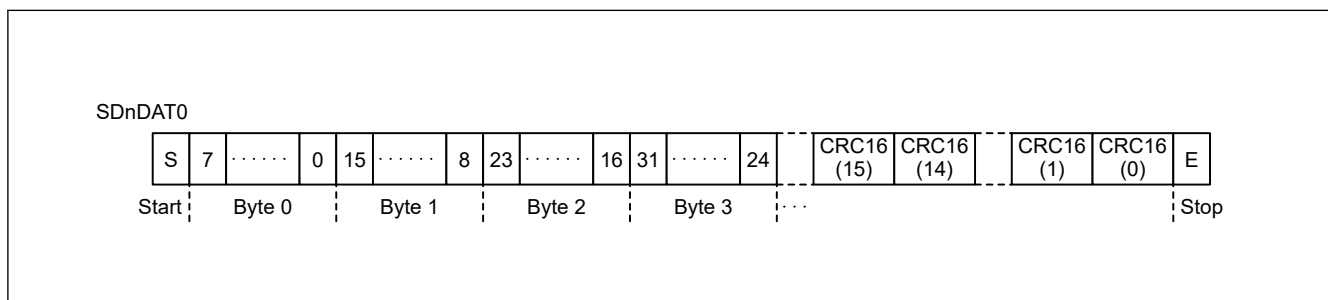 SDnDAT0
S 7 ······ 0 15 ······ 8 23 ······ 16 31 ······ 24 CRC16 (15) CRC16 (14) CRC16 (1) CRC16 (0) E
Start Byte 0 Byte 1 Byte 2 Byte 3 ··· Stop